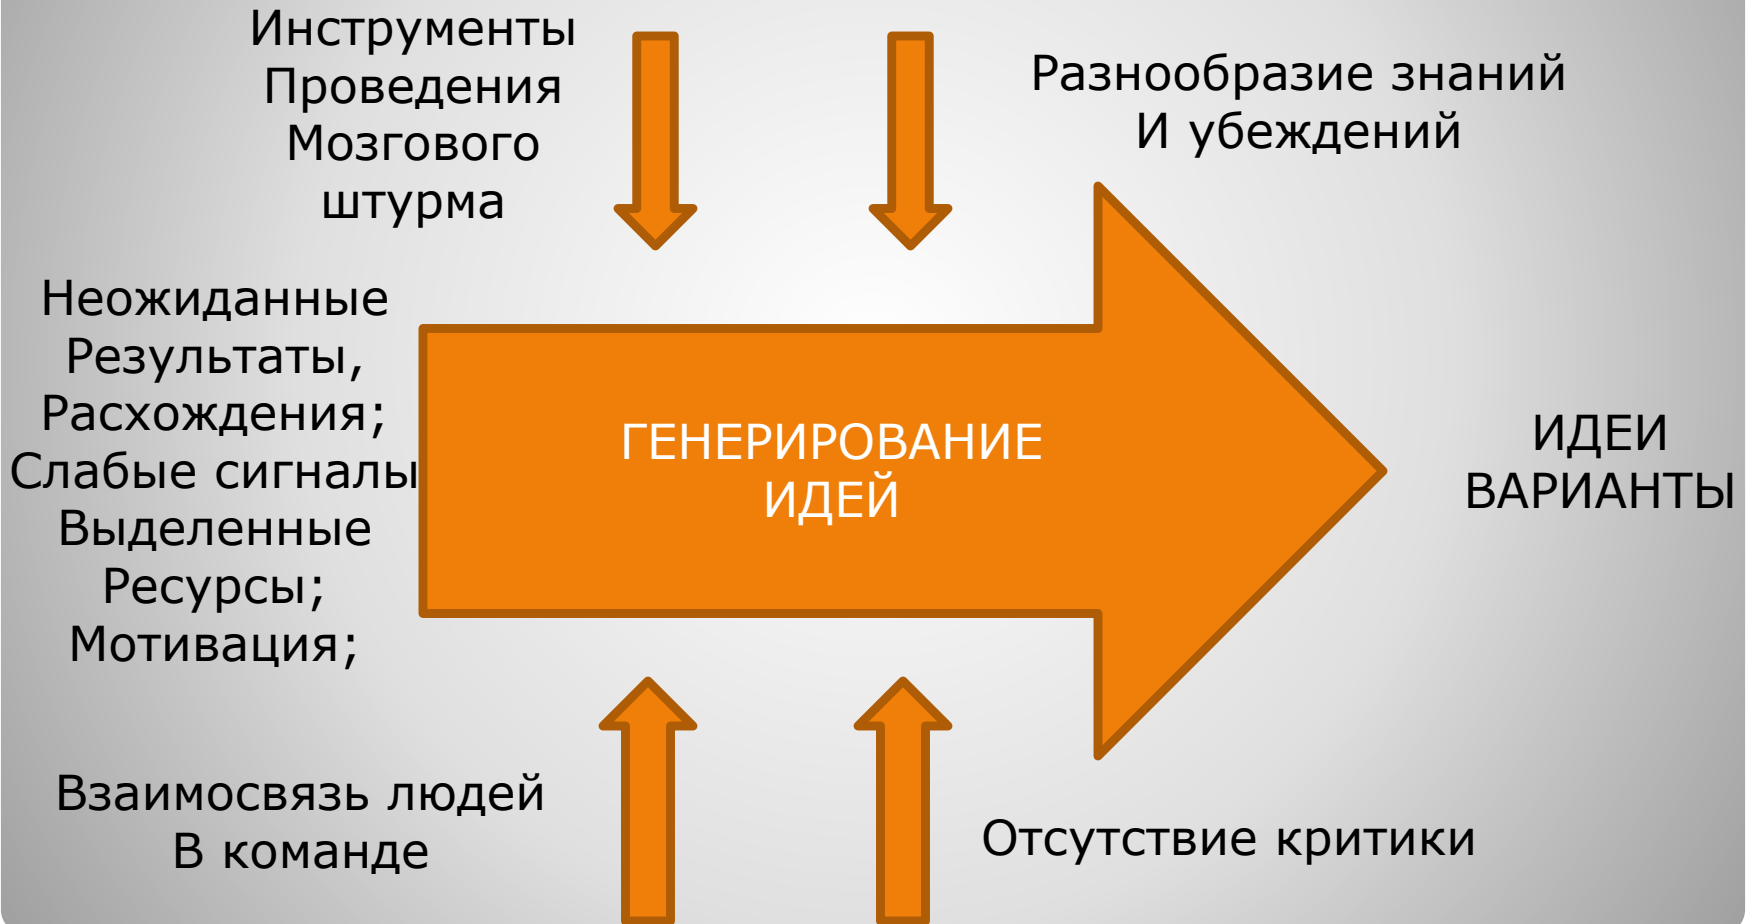 Инструменты
Проведения
Мозгового
штурма
Разнообразие знаний
И убеждений
Неожиданные
Результаты,
Расхождения;
Слабые сигналы
Выделенные
Ресурсы;
Мотивация;
ГЕНЕРИРОВАНИЕ
ИДЕЙ
ИДЕИ
ВАРИАНТЫ
Взаимосвязь людей
В команде
Отсутствие критики